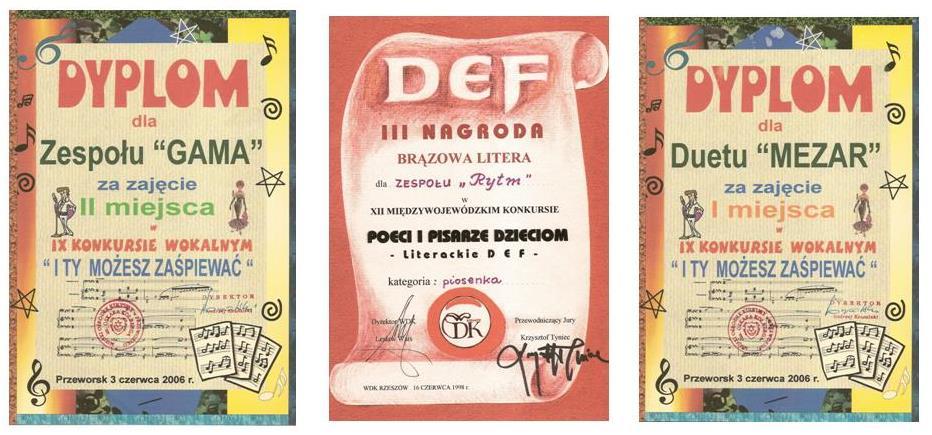 DYPLOM
dla
Zespołu “GAMA”
za zajęcie
II miejsca
w
IX KONKURSIE WOKALNYM
“ I TY MOŻESZ ZAŚPIEWAĆ “
DYREKTOR
Przeworsk 3 czerwca 2006 r.
DEF
III NAGRODA
BRĄZOWA LITERA
dla ZESPOŁU „Rytm”
w
XII MIĘDZYWOJEWÓDZKIM KONKURSIE
POECI I PISARZE DZIECIOM
- Literackie D E F -
kategoria : piosenka
Dyrektor WDK
Przewodniczący Jury
WDK
Lesław Wais
Krzysztof Tyniec
WDK RZESZÓW 16 CZERWCA 1998 r.
DYPLOM
dla
Duetu “MEZAR”
za zajęcie
I miejsca
w
IX KONKURSIE WOKALNYM
“ I TY MOŻESZ ZAŚPIEWAĆ “
DYREKTOR
Przeworsk 3 czerwca 2006 r.